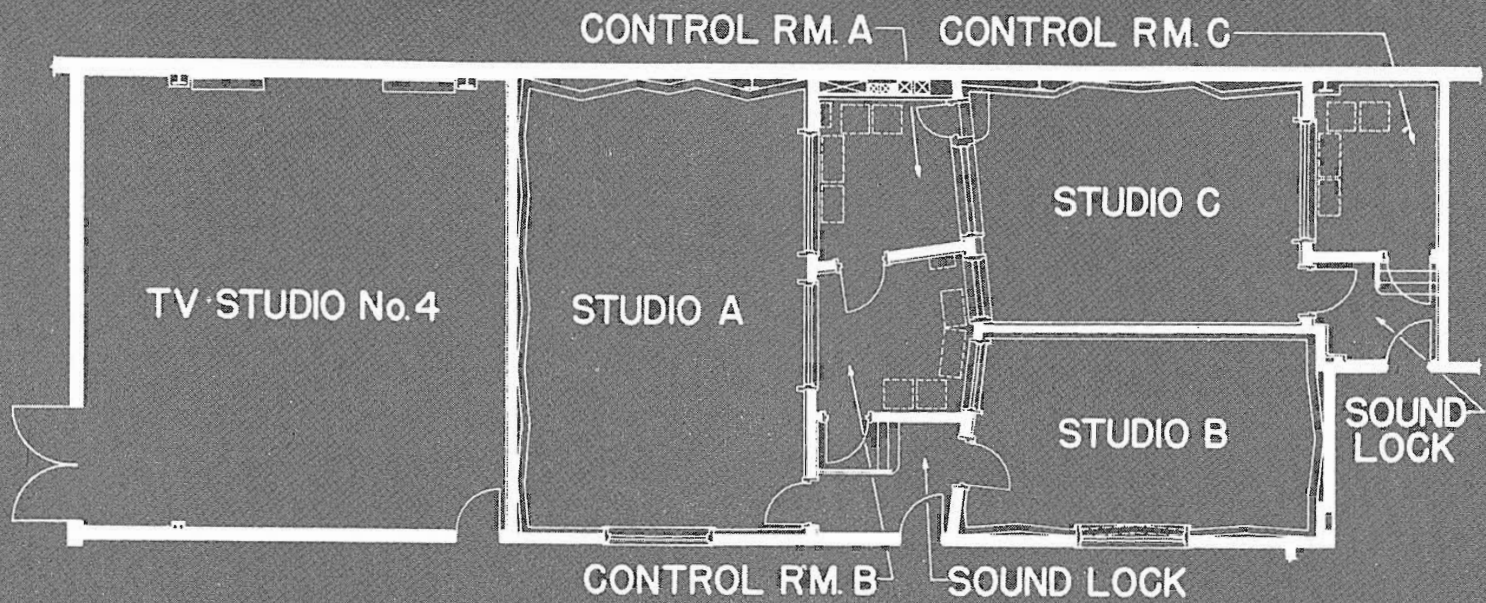 CONTROL RM. A
CONTROL RM. C
TV STUDIO No. 4
STUDIO A
STUDIO C
STUDIO B
SOUND
LOCK
CONTROL RM. B
SOUND LOCK